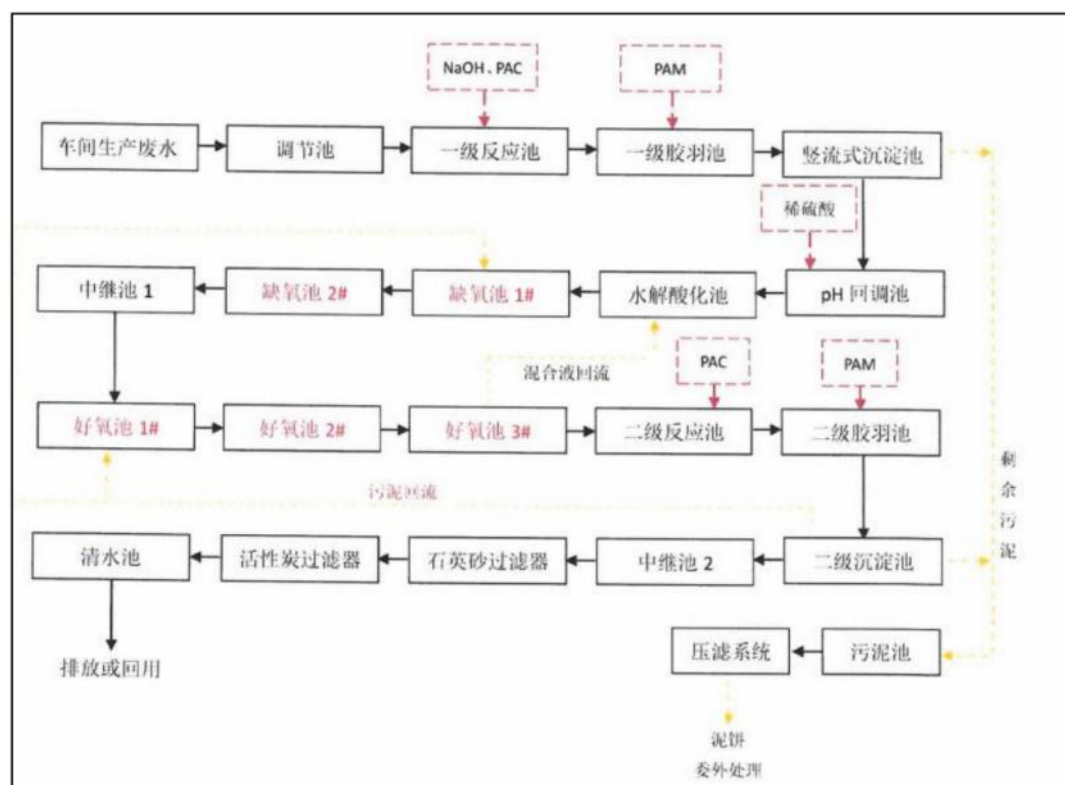 NaOH、PAC
PAM
车间生产废水
调节池
一级反应池
一级胶羽池
竖流式沉淀池
稀硫酸
中继池 1
缺氧池 2#
缺氧池 1#
水解酸化池
pH 回调池
混合液回流
PAC
PAM
好氧池 1#
好氧池 2#
好氧池 3#
二级反应池
二级胶羽池
剩余污泥
污泥回流
清水池
活性炭过滤器
石英砂过滤器
中继池 2
二级沉淀池
排放或回用
压滤系统
污泥池
泥饼
委外处理